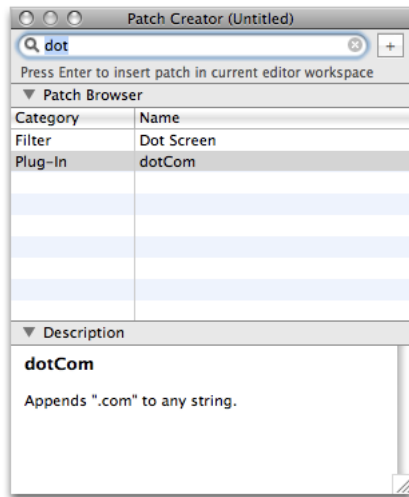 Patch Creator (Untitled)
dot
+
Press Enter to insert patch in current editor workspace
Patch Browser
Category Name
Filter Dot Screen
Plug-In dotCom
Description
dotCom
Appends ".com" to any string.